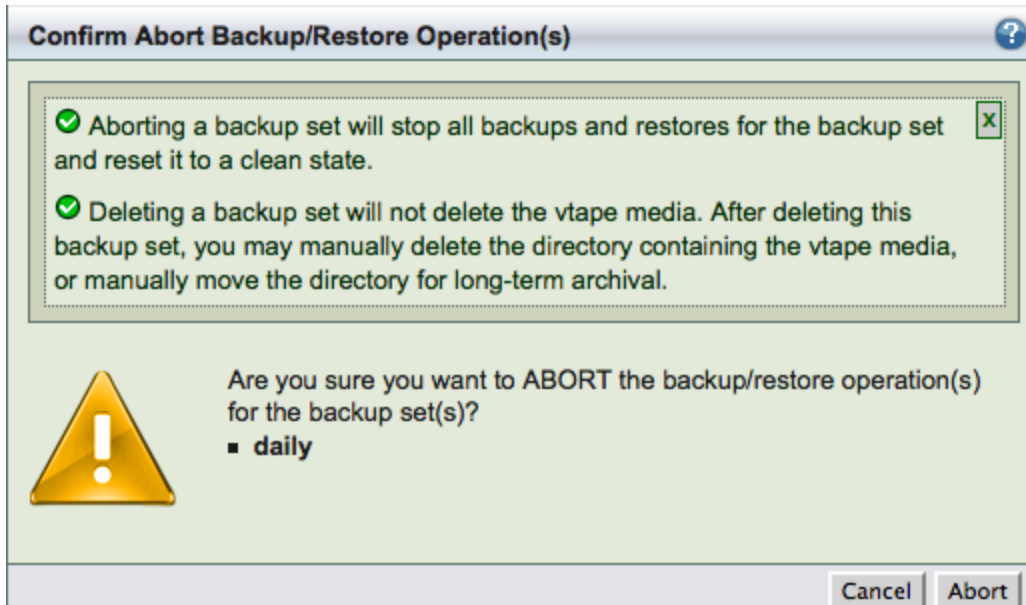 Confirm Abort Backup/Restore Operation(s)
?
Aborting a backup set will stop all backups and restores for the backup set
x
and reset it to a clean state.
Deleting a backup set will not delete the vtape media. After deleting this
backup set, you may manually delete the directory containing the vtape media,
or manually move the directory for long-term archival.
Are you sure you want to ABORT the backup/restore operation(s)
for the backup set(s)?
daily
Cancel
Abort